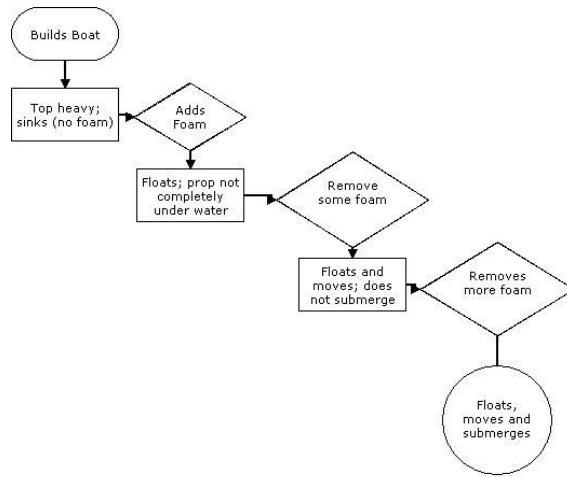 Builds Boat
Top heavy;
sinks (no foam)
Adds
Foam
Floats; prop not
completely
under water
Remove
some foam
Floats and
moves; does
not submerge
Removes
more foam
Floats,
moves and
submerges